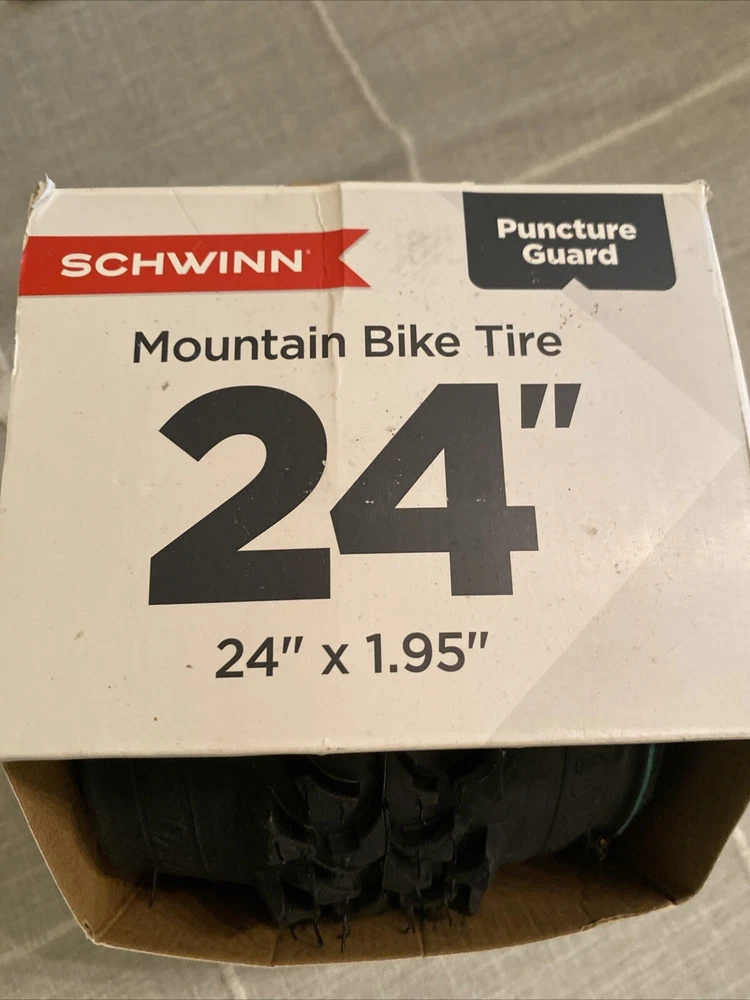 SCHWINN
Puncture
Guard
Mountain Bike Tire
24"
24" x 1.95"